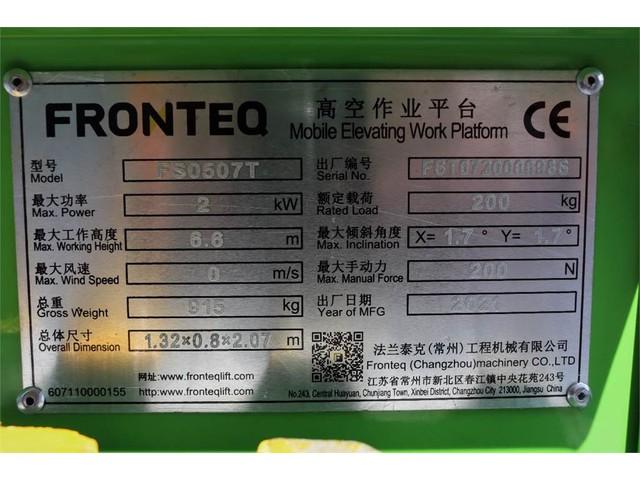 FRONTEQ
高空作业平台
Mobile Elevating Work Platform
CE
型号 FS0507T 出厂编号
Model Serial No.
最大功率 2 kW 额定载荷 200 kg
Max. Power Rated Load
最大工作高度 6.6 m 最大倾斜角度 X= 1.7° Y= 1.7°
Max. Working Height Max. Inclination
最大风速 0 m/s 最大手动力 200 N
Max. Wind Speed Max. Manual Force
总重 915 kg 出厂日期 2021
Gross Weight Year of MFG
总体尺寸 1.32×0.8×2.07 m
Overall Dimension
法兰泰克(常州)工程机械有限公司
Fronteq (Changzhou)machinery CO.,LTD
网址:www.fronteqlift.com 江苏省常州市新北区春江镇中央花苑243号
607110000155 http:www.fronteqlift.com No.243, Central Huayuan, Chunjiang Town, Xinbei District, Changzhou City 213000, Jiangsu China